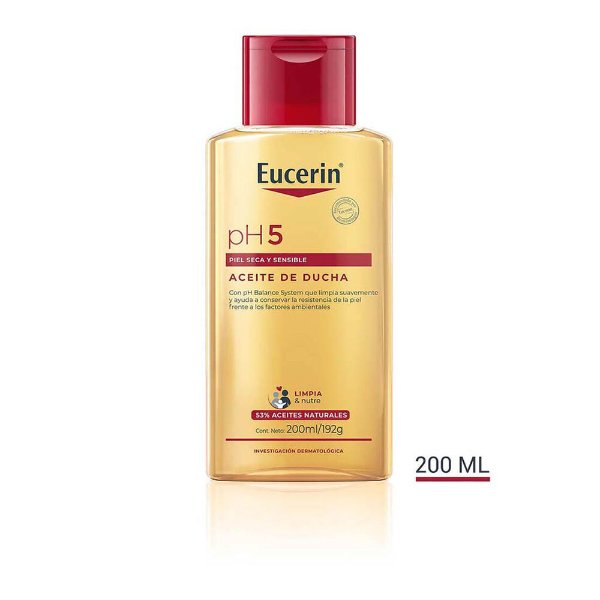 Eucerin®
pH5
PIEL SECA Y SENSIBLE
ACEITE DE DUCHA
Con pH Balance System que limpia suavemente
y ayuda a conservar la resistencia de la piel
frente a los factores ambientales
LIMPIA
& nutre
53% ACEITES NATURALES
Cont. Neto: 200ml/192g
INVESTIGACIÓN DERMATOLÓGICA
200 ML